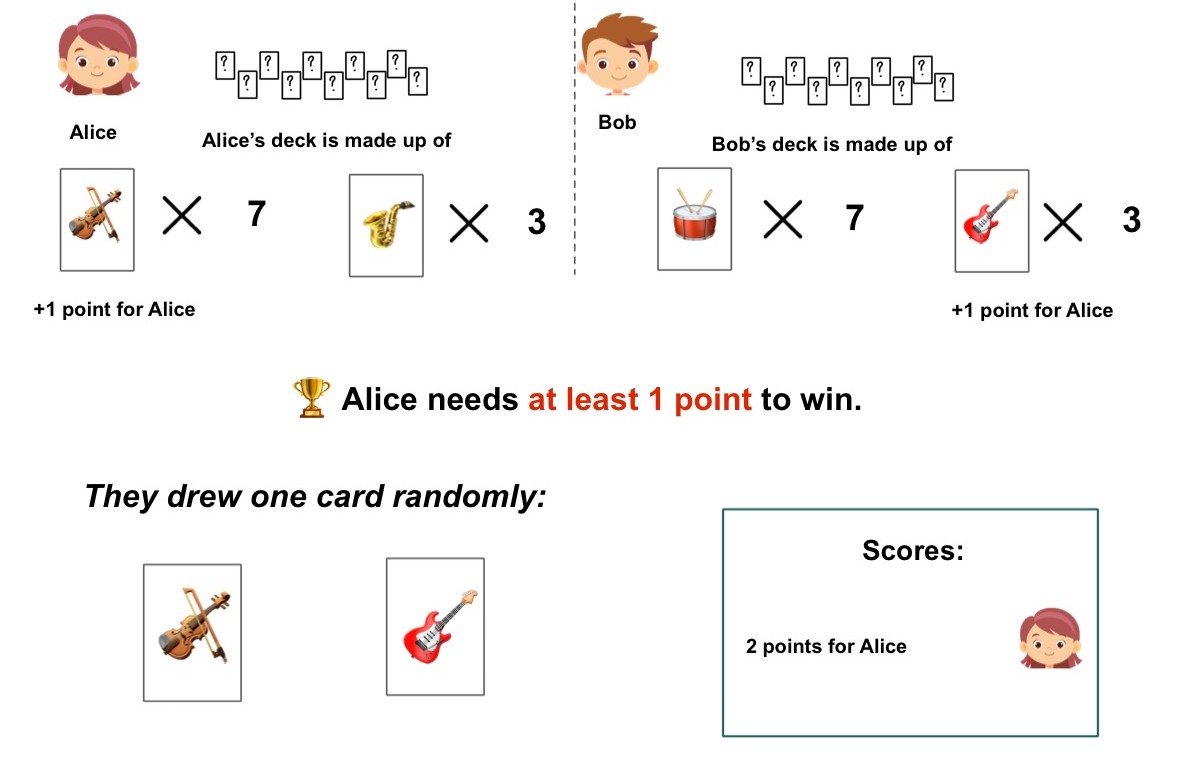 ? ? ? ? ? ? ? ? ? ?
? ? ? ? ? ? ? ? ? ?
Alice
Alice’s deck is made up of
Bob
Bob’s deck is made up of
7
3
7
3
+1 point for Alice
+1 point for Alice
Alice needs at least 1 point to win.
They drew one card randomly:
Scores:
2 points for Alice